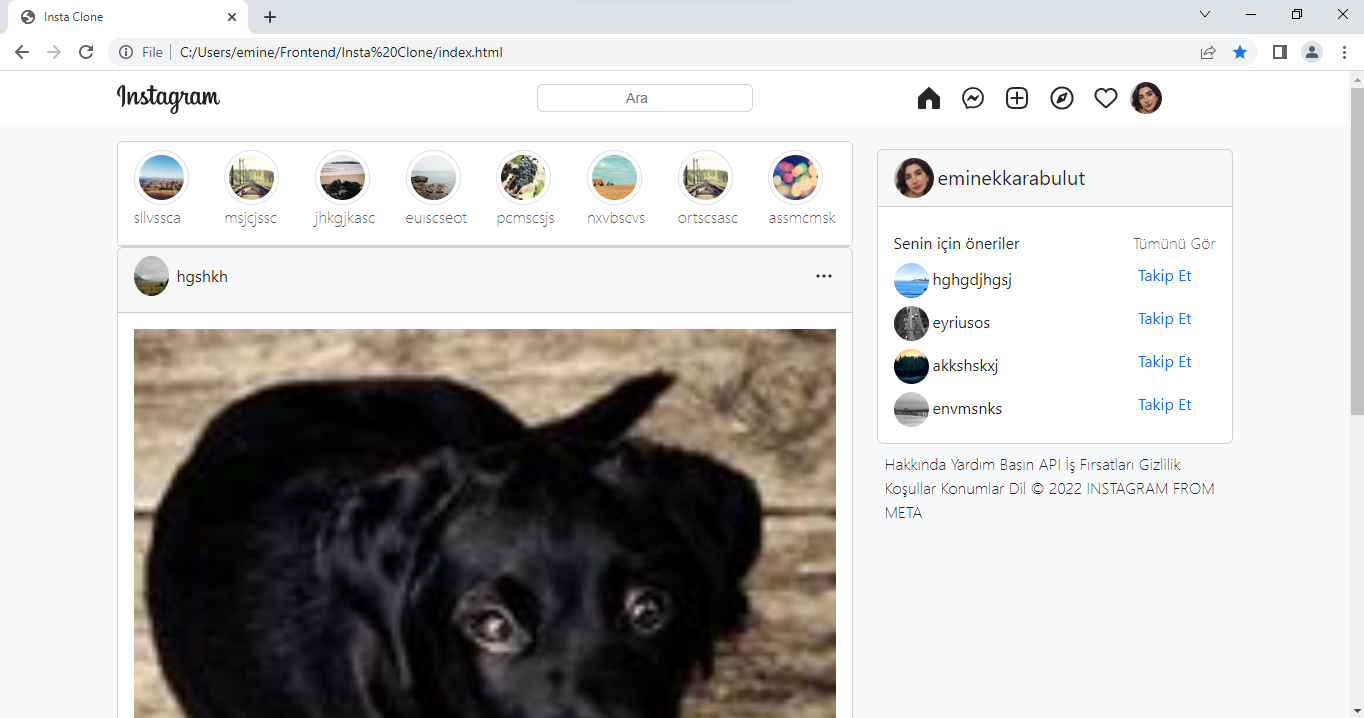 Insta Clone
File C:/Users/emine/Frontend/Insta%20Clone/index.html
Instagram
Ara
sllvssca msjcjssc jhkgjkasc euıscseot pcmscsjs nxvbscvs ortscsasc assmcmsk
hgshkh
eminekkarabulut
Senin için öneriler Tümünü Gör
hghgdjhgsj Takip Et
eyriusos Takip Et
akkshskxj Takip Et
envmsnks Takip Et
Hakkında Yardım Basın API İş Fırsatları Gizlilik
Koşullar Konumlar Dil © 2022 INSTAGRAM FROM
META